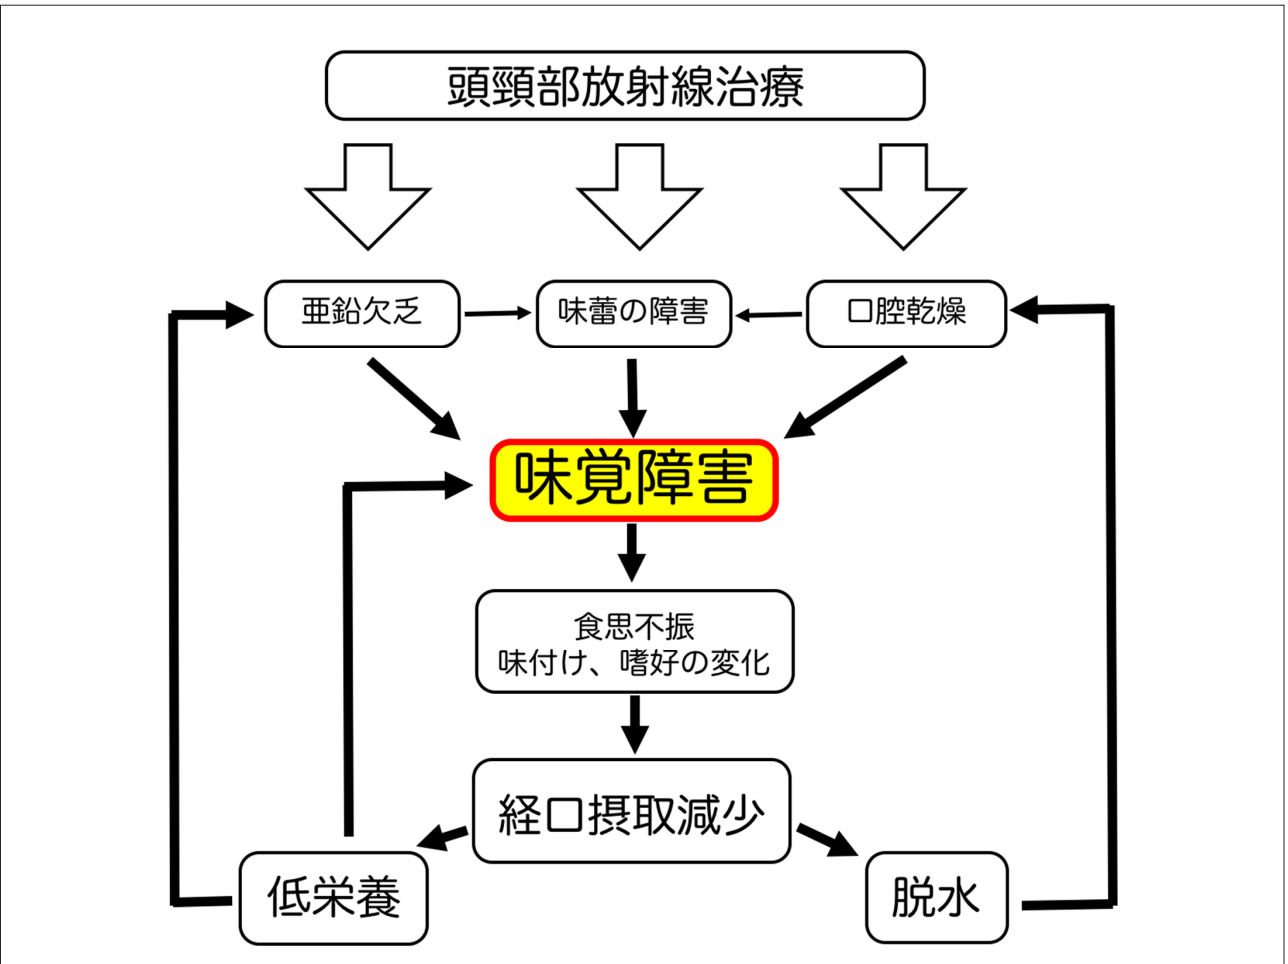 頭頸部放射線治療
亜鉛欠乏
味蕾の障害
口腔乾燥
味覚障害
食思不振
味付け、嗜好の変化
経口摂取減少
低栄養
脱水